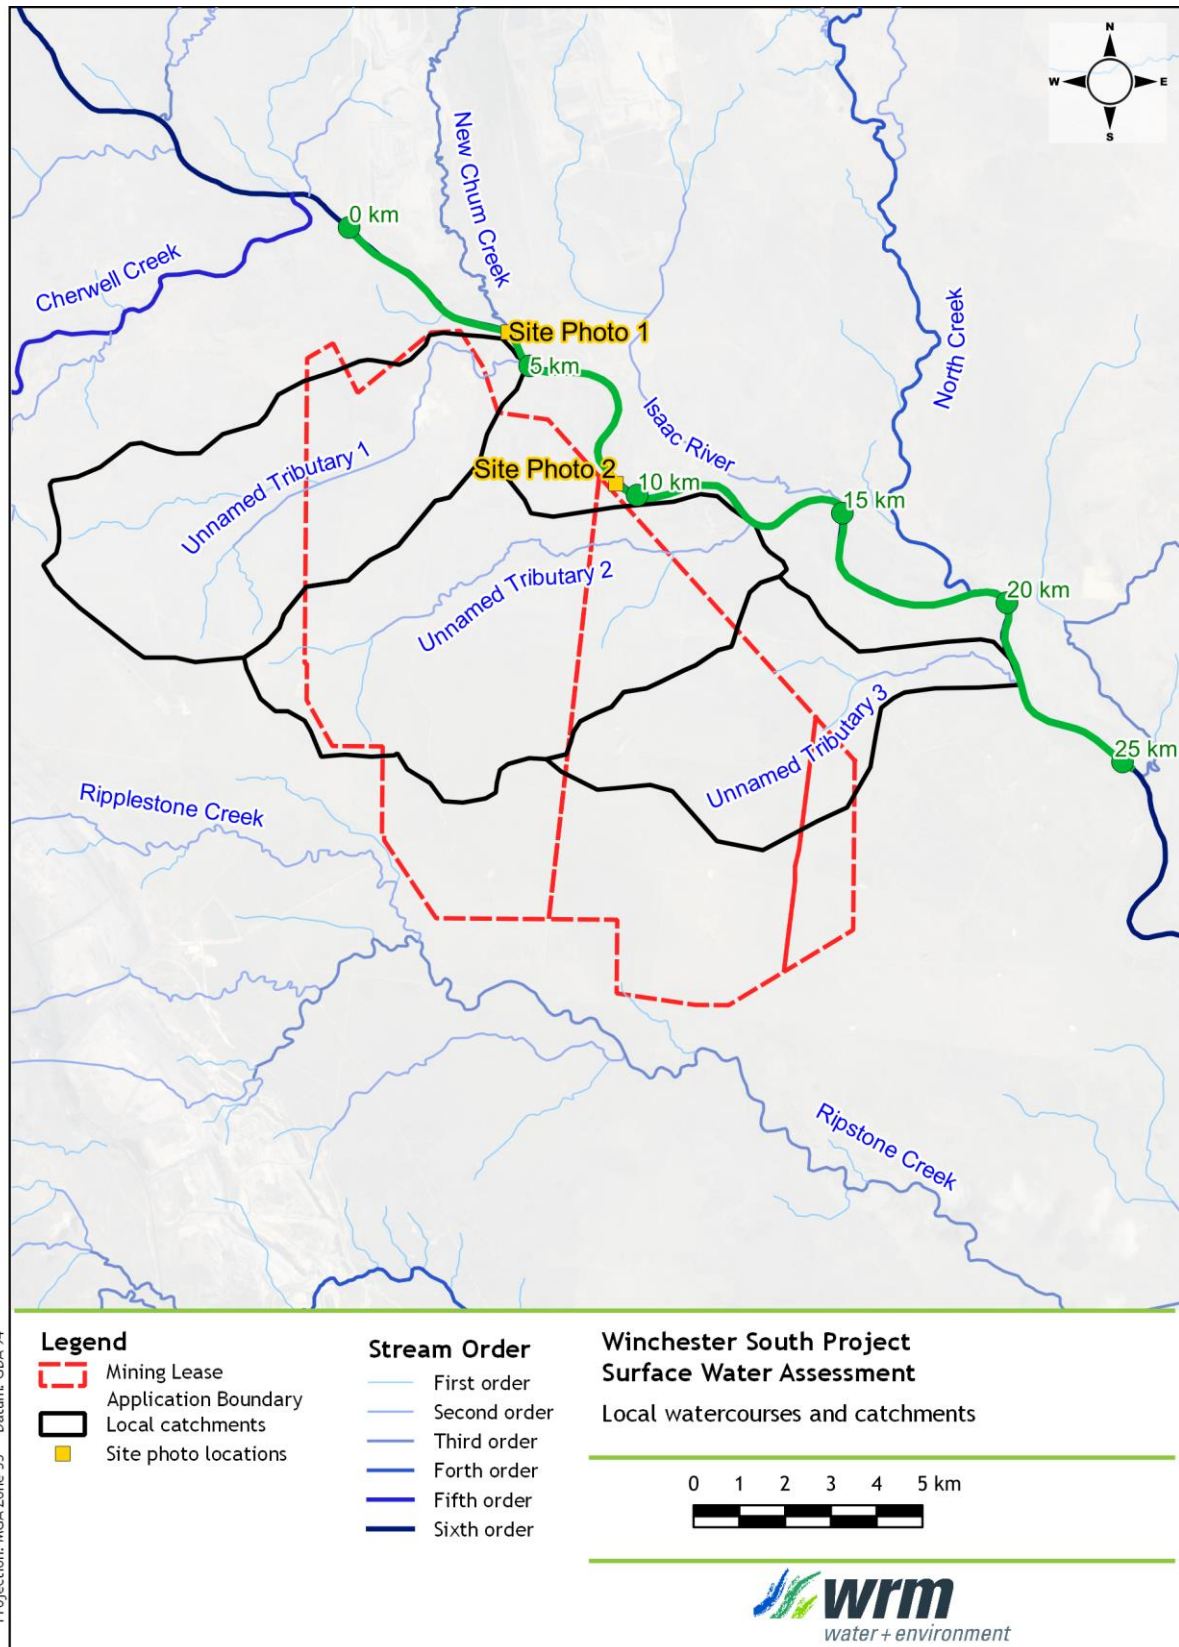 N
W
E
S
0 km
New Chum Creek
Cherwell Creek
Site Photo 1
5 km
North Creek
Isaac River
Unnamed Tributary 1
Site Photo 2
10 km
15 km
Unnamed Tributary 2
20 km
Unnamed Tributary 3
25 km
Ripplestone Creek
Ripstone Creek
Legend
Mining Lease
Application Boundary
Local catchments
Site photo locations
Stream Order
First order
Second order
Third order
Forth order
Fifth order
Sixth order
Winchester South Project
Surface Water Assessment
Local watercourses and catchments
0 1 2 3 4 5 km
wrm
water + environment